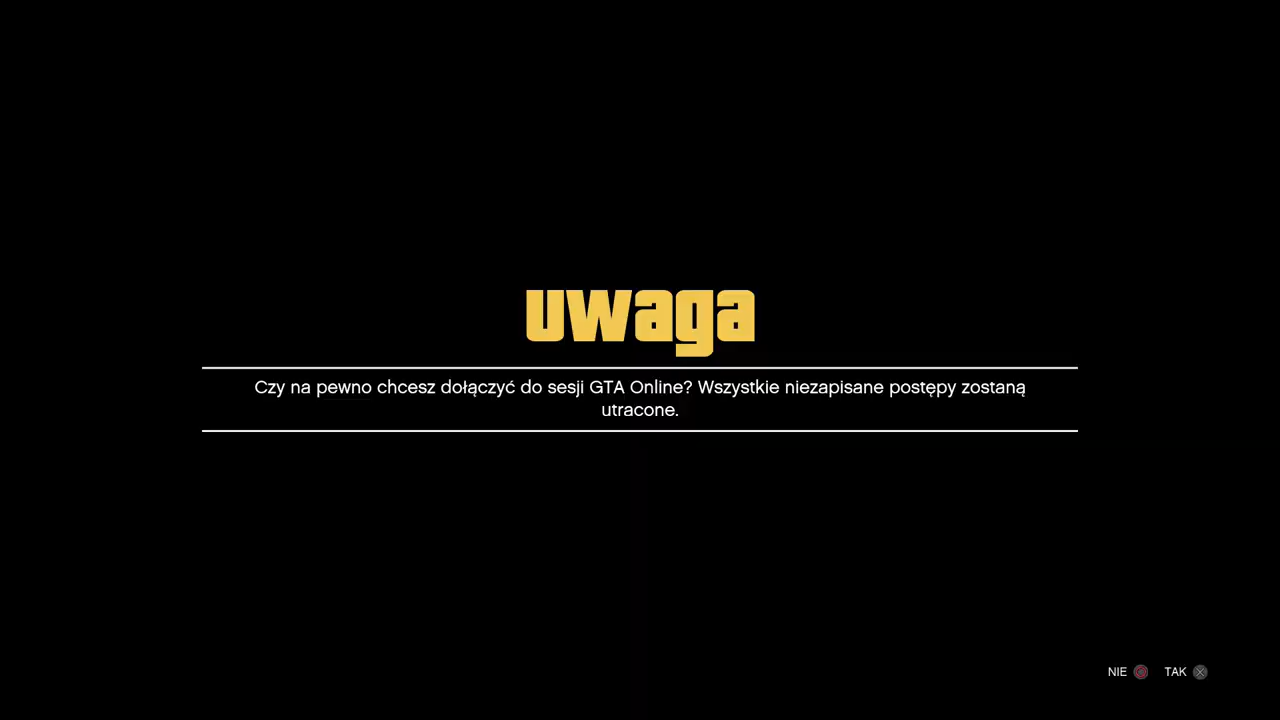 uwaga
Czy na pewno chcesz dołączyć do sesji GTA Online? Wszystkie niezapisane postępy zostaną
utracone.
NIE TAK